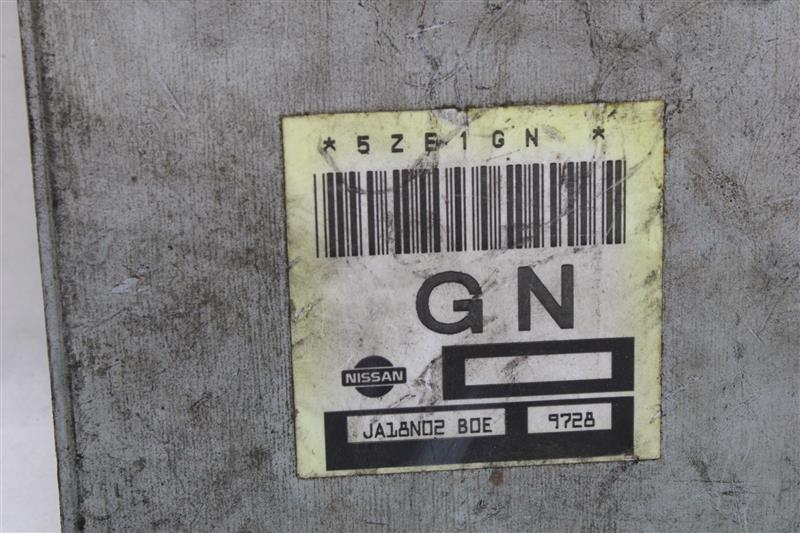 *5ZE1GN *
GN
NISSAN
JA18N02 BOE 9728